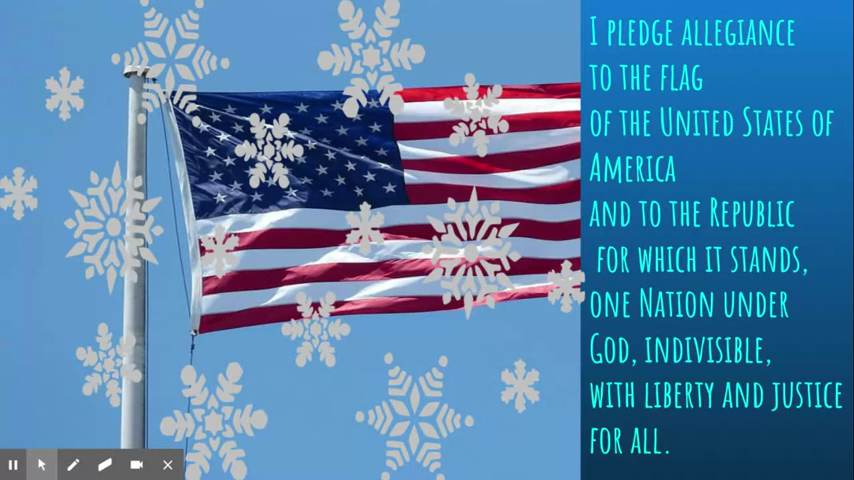 I pledge allegiance
to the flag
of the United States of
America
and to the Republic
for which it stands,
one Nation under
God, indivisible,
with liberty and justice
for all.